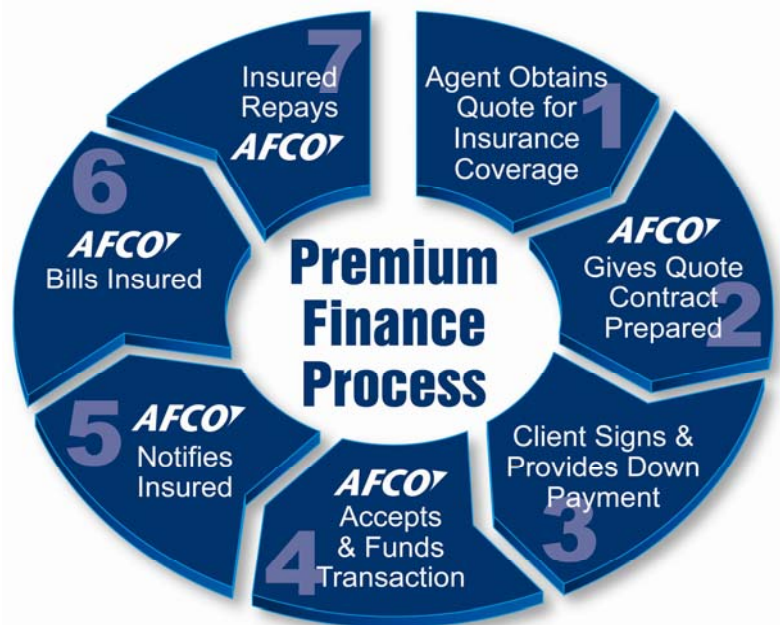 Premium
Finance
Process
1
Agent Obtains
Quote for
Insurance
Coverage
2
AFCO
Gives Quote
Contract
Prepared
3
Client Signs &
Provides Down
Payment
4
AFCO
Accepts
& Funds
Transaction
5
AFCO
Notifies
Insured
6
AFCO
Bills Insured
7
Insured
Repays
AFCO